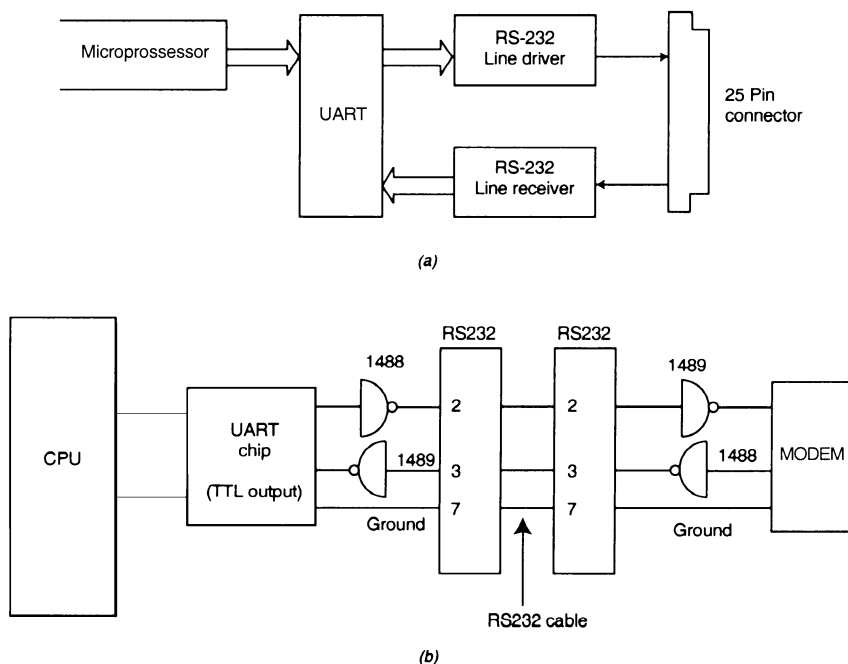 Microprossessor
UART
RS-232
Line driver
RS-232
Line receiver
25 Pin
connector
(a)
CPU
UART
chip
(TTL output)
1488
1489
Ground
RS232
2
3
7
RS232
2
3
7
1489
1488
Ground
MODEM
RS232 cable
(b)